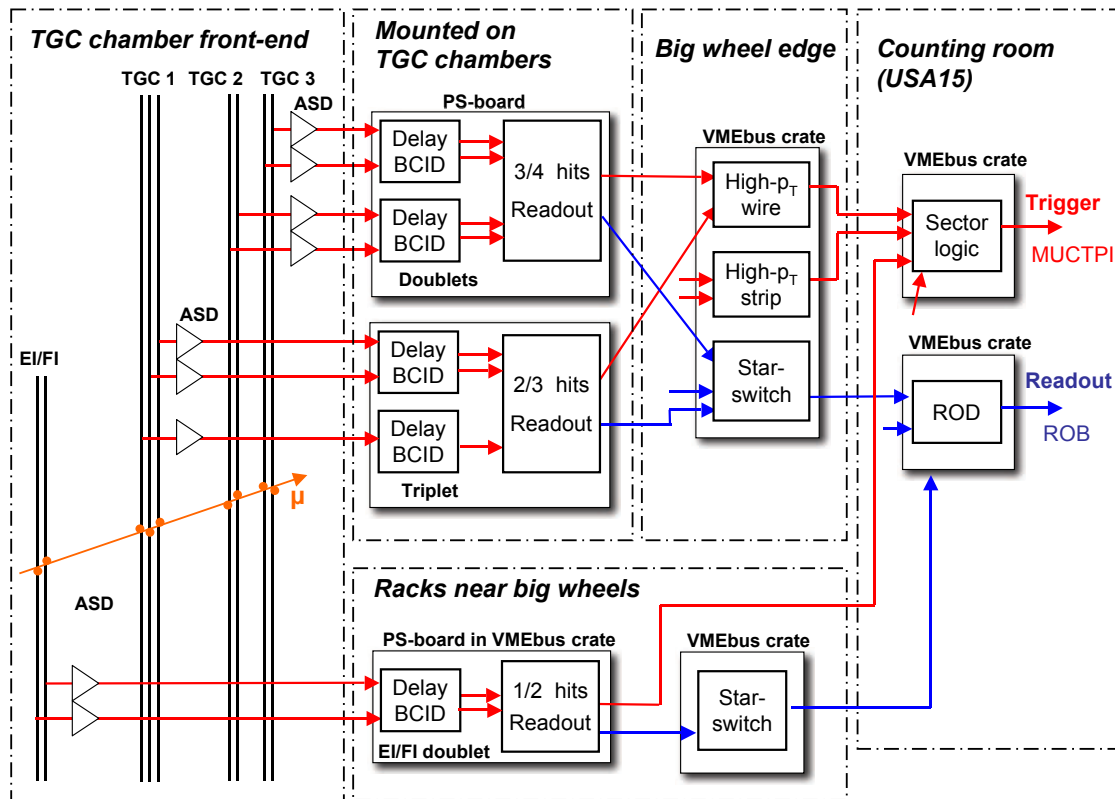 TGC chamber front-end
TGC 1
TGC 2
TGC 3
ASD
ASD
EI/FI
μ
ASD
Mounted on
TGC chambers
PS-board
Delay
BCID
Delay
BCID
3/4 hits
Readout
Doublets
Delay
BCID
Delay
BCID
2/3 hits
Readout
Triplet
Big wheel edge
VMEbus crate
High-pT
wire
High-pT
strip
Star-
switch
Counting room
(USA15)
VMEbus crate
Sector
logic
Trigger
MUCTPI
VMEbus crate
ROD
Readout
ROB
Racks near big wheels
PS-board in VMEbus crate
Delay
BCID
1/2 hits
Readout
EI/FI doublet
VMEbus crate
Star-
switch